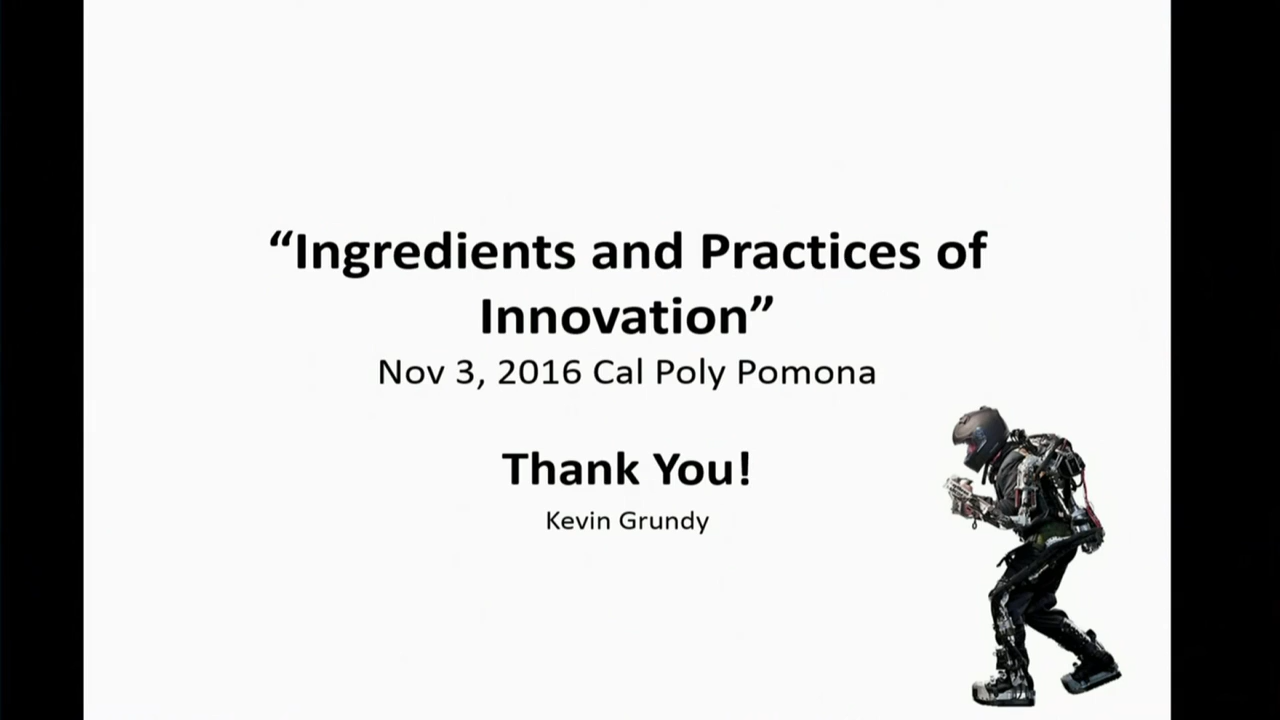 “Ingredients and Practices of
Innovation”
Nov 3, 2016 Cal Poly Pomona
Thank You!
Kevin Grundy